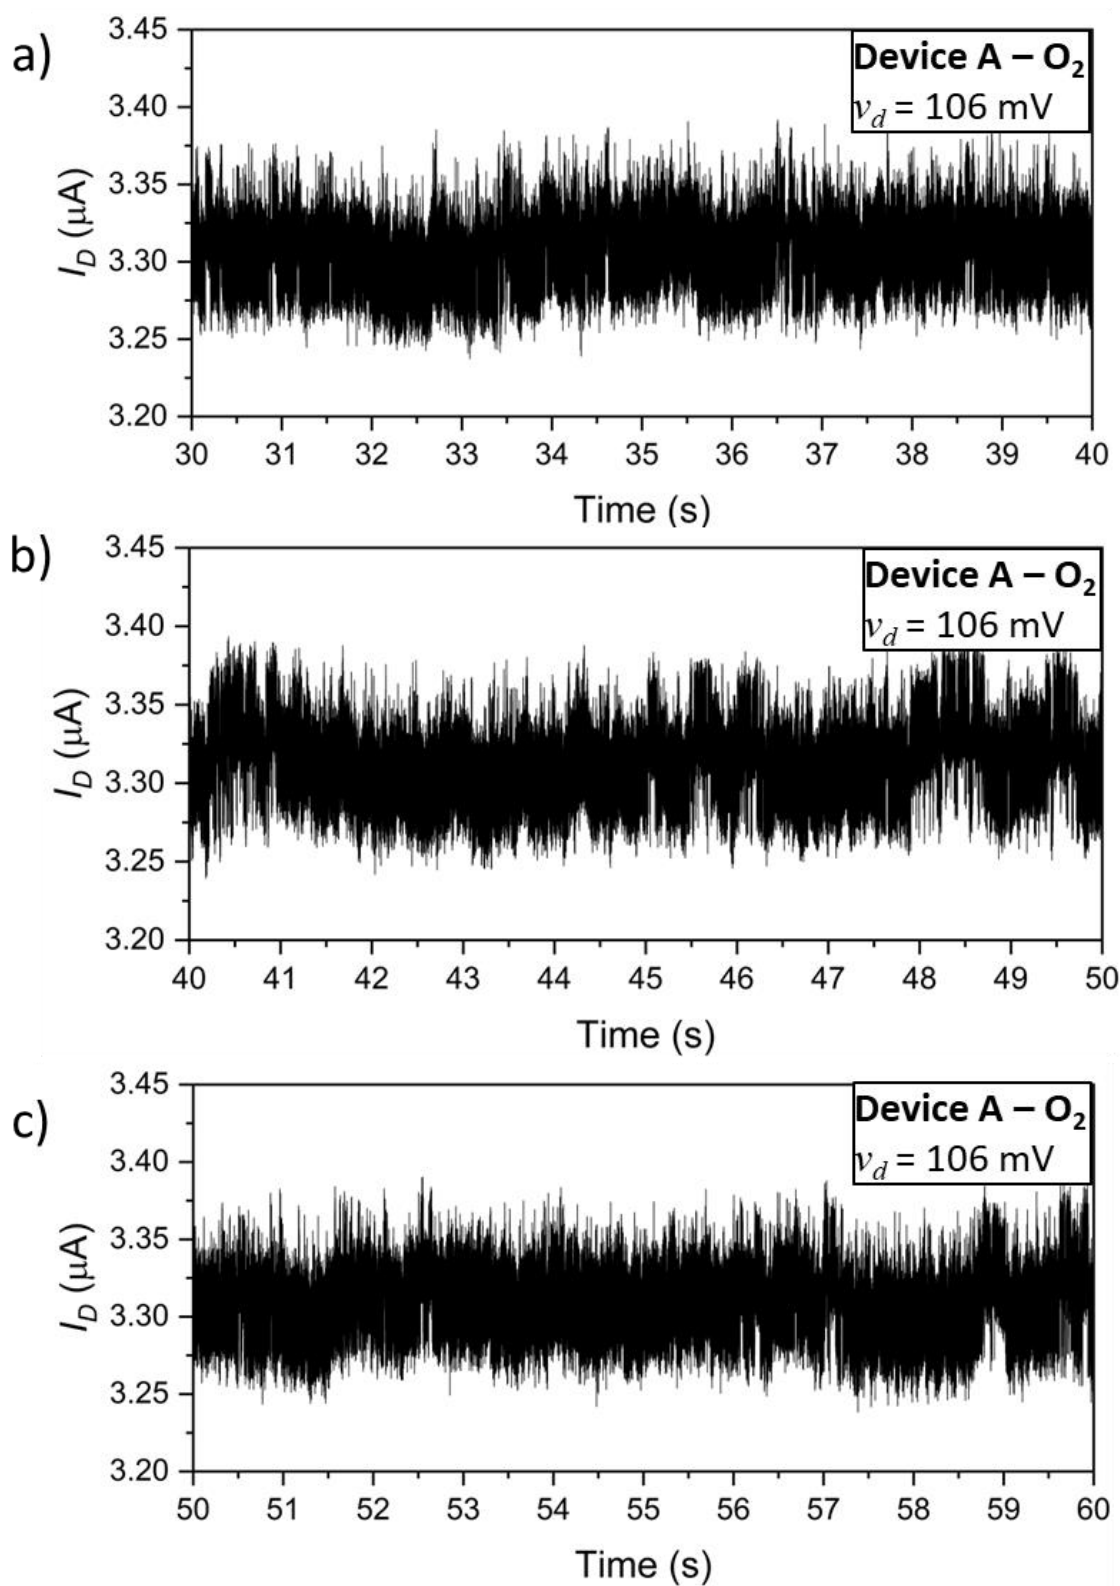 a)
Device A – O₂
v_d = 106 mV
3.45
3.40
3.35
3.30
3.25
3.20
I_D (µA)
30 31 32 33 34 35 36 37 38 39 40
Time (s)
b)
Device A – O₂
v_d = 106 mV
3.45
3.40
3.35
3.30
3.25
3.20
I_D (µA)
40 41 42 43 44 45 46 47 48 49 50
Time (s)
c)
Device A – O₂
v_d = 106 mV
3.45
3.40
3.35
3.30
3.25
3.20
I_D (µA)
50 51 52 53 54 55 56 57 58 59 60
Time (s)